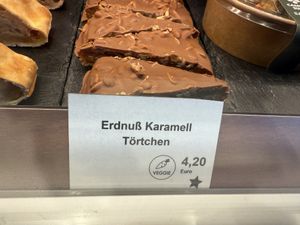 Erdnuß Karamell
Törtchen
VEGGIE
4,20
Euro